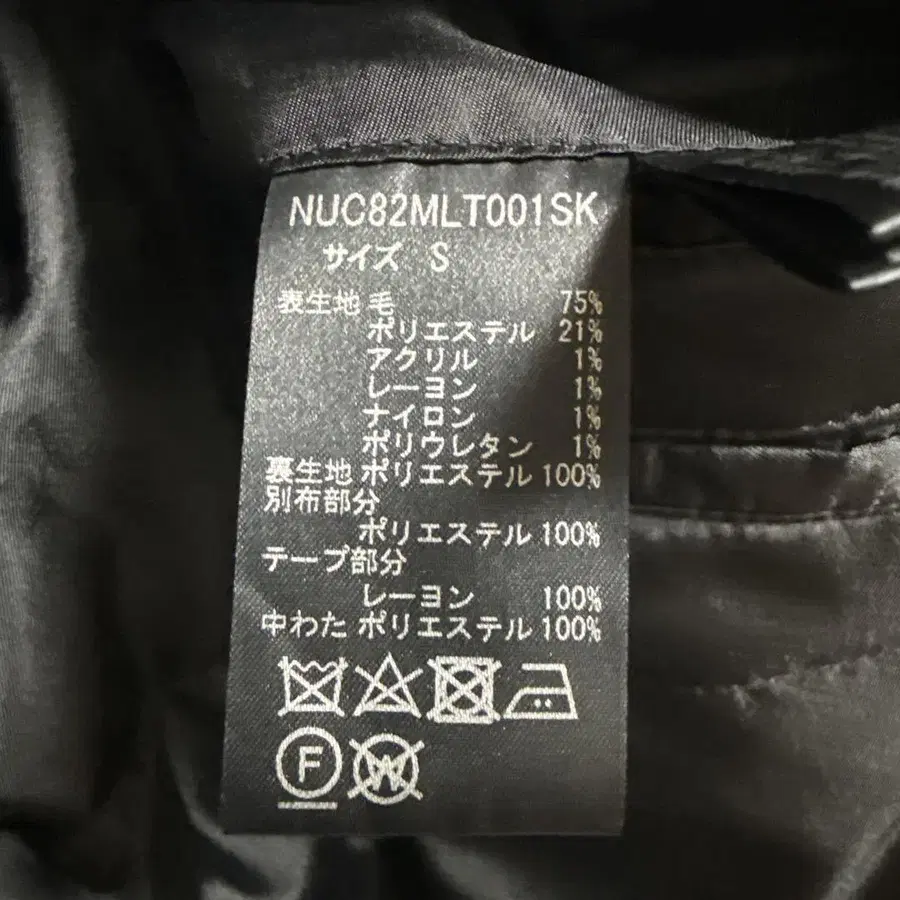 NUC82MLT001SK
サイズ S
表生地 毛 75%
ポリエステル 21%
アクリル 1%
レーヨン 1%
ナイロン 1%
ポリウレタン 1%
裏生地 ポリエステル 100%
別布部分
ポリエステル 100%
テープ部分
レーヨン 100%
中わた ポリエステル 100%
F W